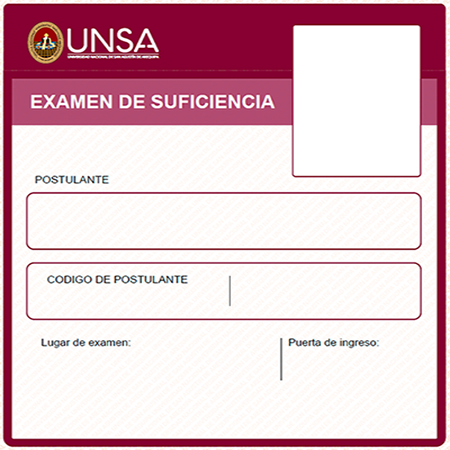 UNSA
UNIVERSIDAD NACIONAL DE SAN AGUSTÍN DE AREQUIPA
EXAMEN DE SUFICIENCIA
POSTULANTE
CODIGO DE POSTULANTE
Lugar de examen:
Puerta de ingreso: